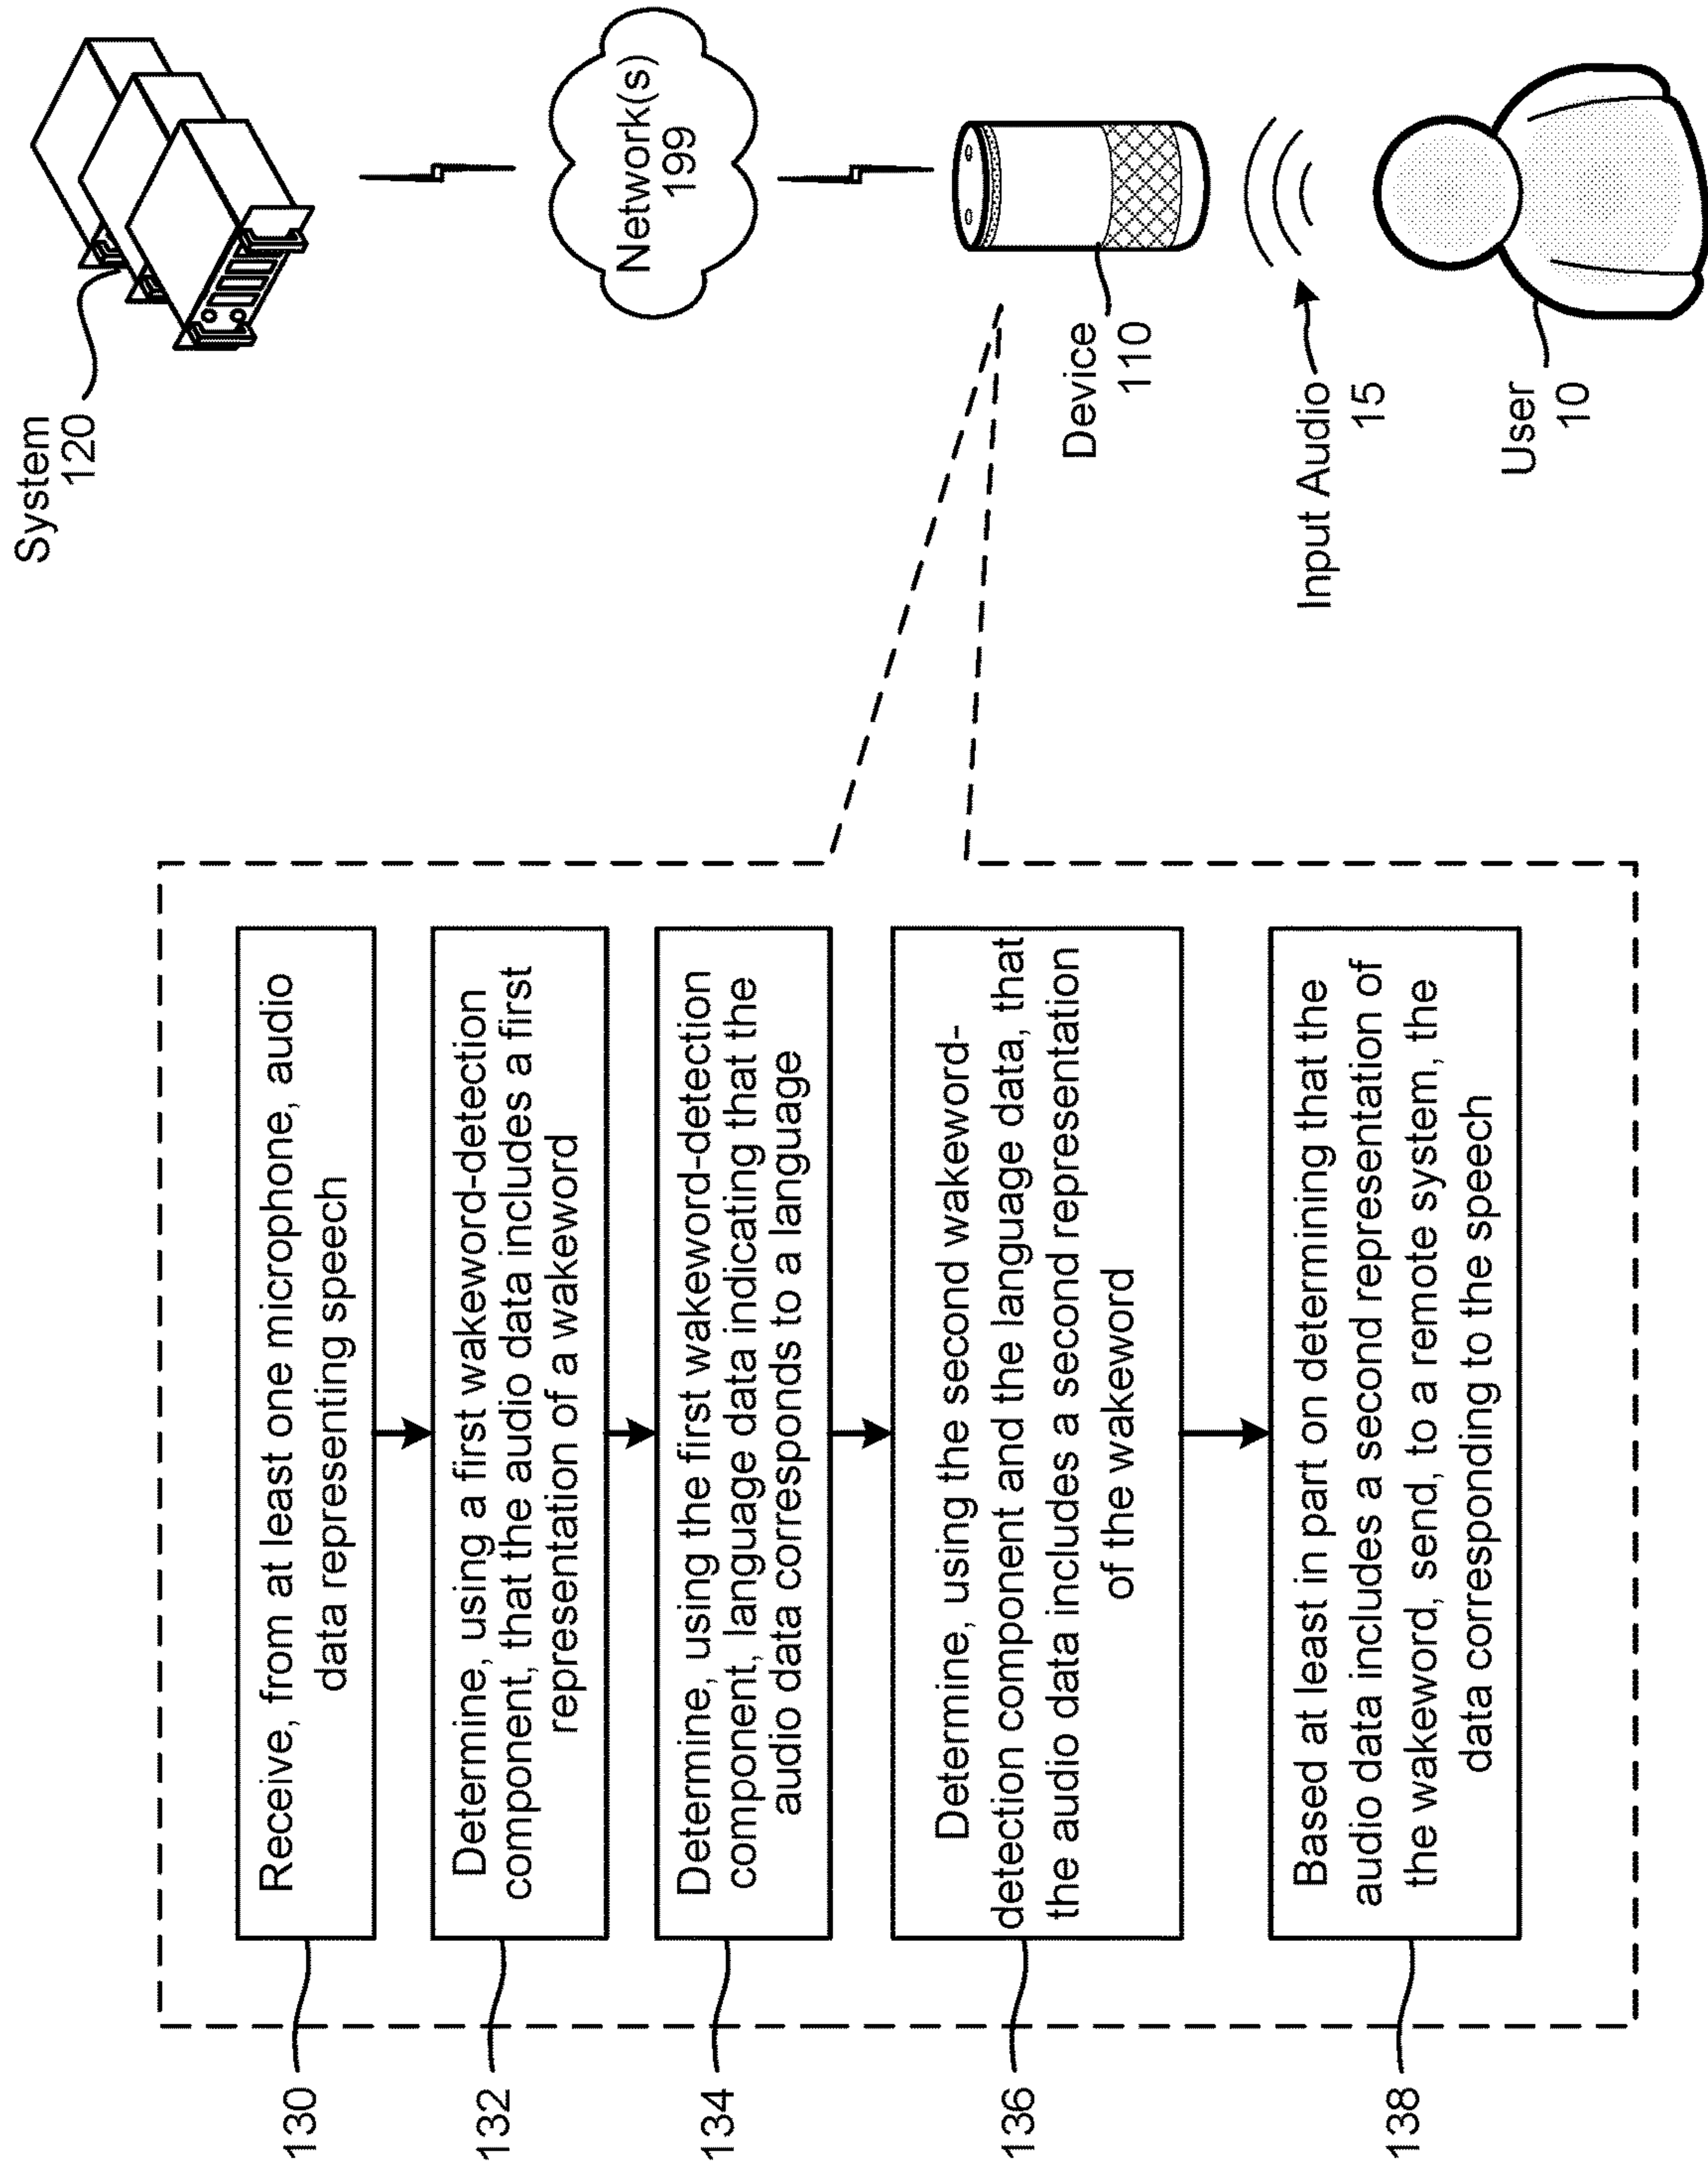 130
Receive, from at least one microphone, audio
data representing speech
132
Determine, using a first wakeword-detection
component, that the audio data includes a first
representation of a wakeword
134
Determine, using the first wakeword-detection
component, language data indicating that the
audio data corresponds to a language
136
Determine, using the second wakeword-
detection component and the language data, that
the audio data includes a second representation
of the wakeword
138
Based at least in part on determining that the
audio data includes a second representation of
the wakeword, send, to a remote system, the
data corresponding to the speech
System
120
Network(s)
199
Device
110
Input Audio
15
User
10